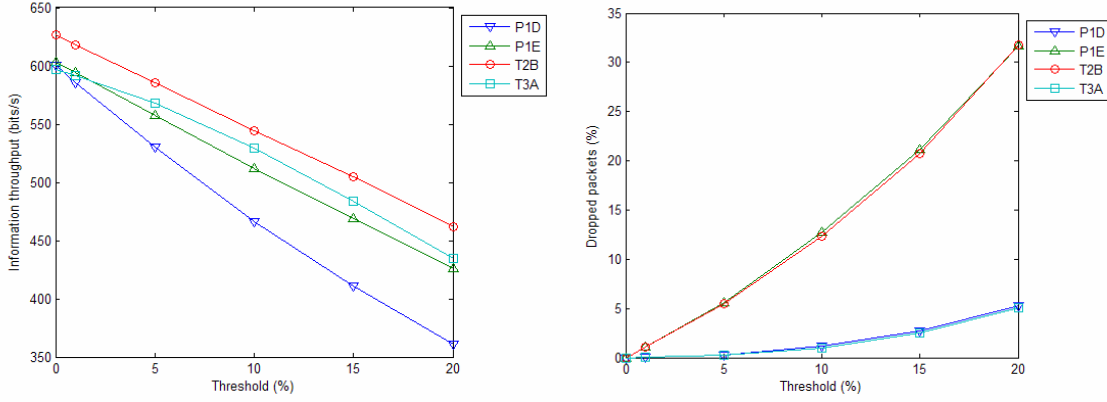 650
600
550
500
450
400
350
0
5
10
15
20
Information throughput (bits/s)
Threshold (%)
P1D
P1E
T2B
T3A
35
30
25
20
15
10
5
0
0
5
10
15
20
Dropped packets (%)
Threshold (%)
P1D
P1E
T2B
T3A